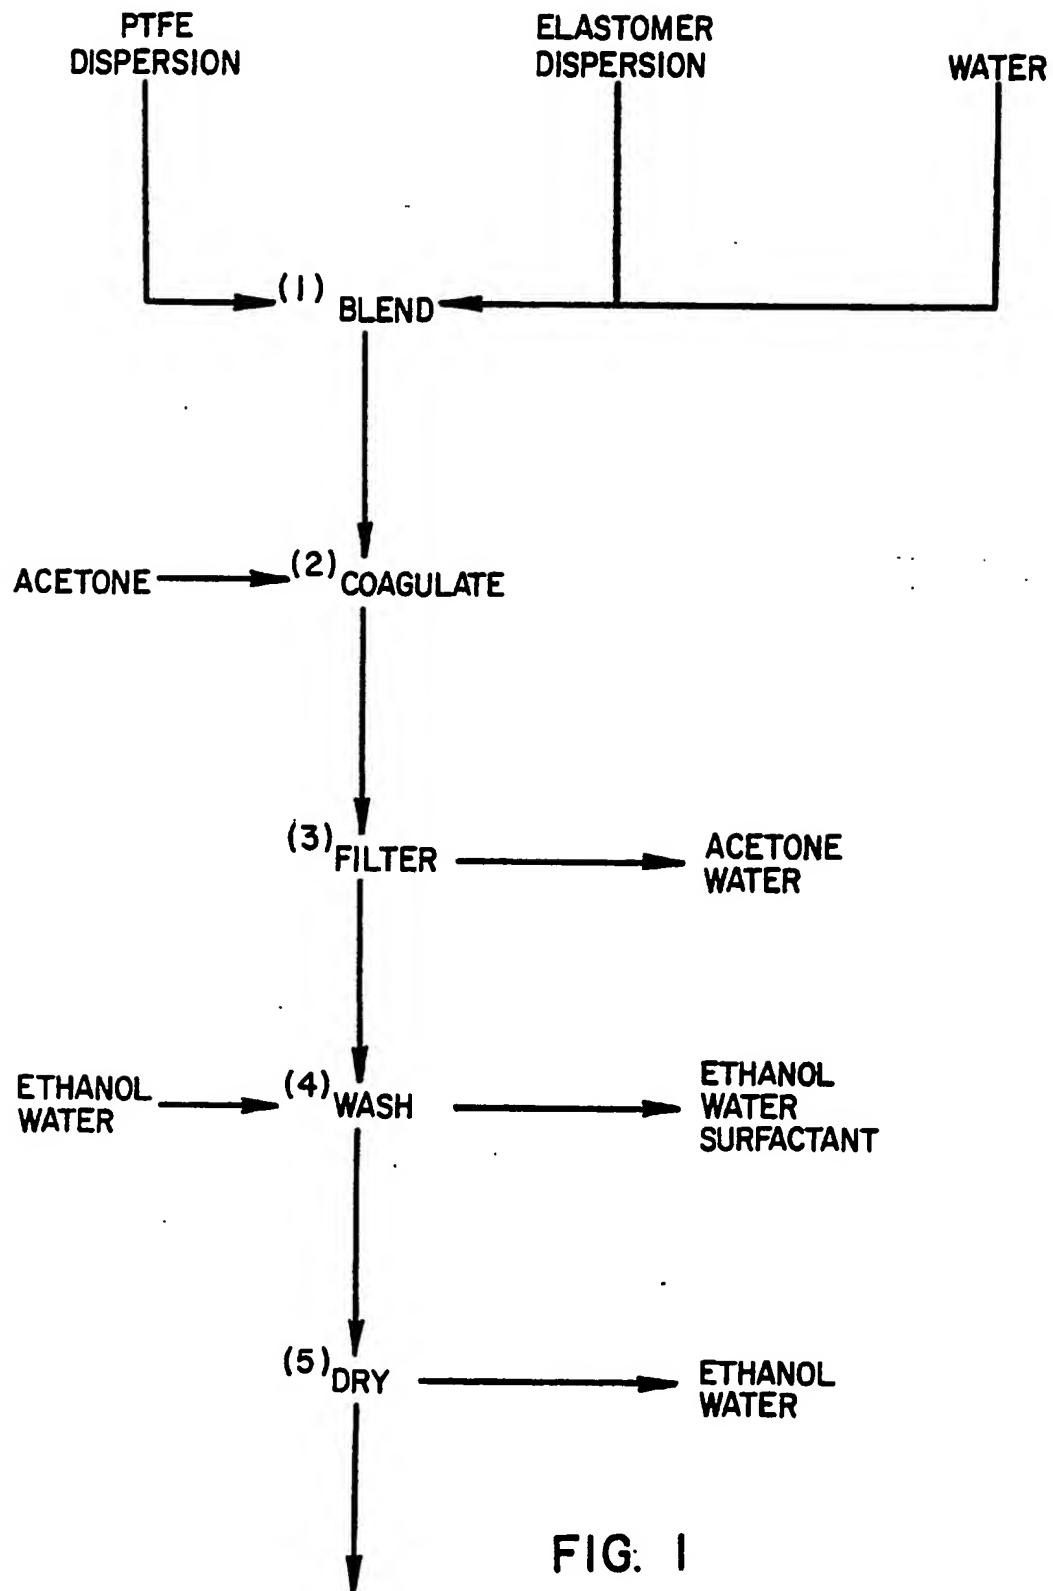 PTFE
DISPERSION
ELASTOMER
DISPERSION
WATER
(1) BLEND
ACETONE
(2) COAGULATE
(3) FILTER
ACETONE
WATER
ETHANOL
WATER
(4) WASH
ETHANOL
WATER
SURFACTANT
(5) DRY
ETHANOL
WATER
FIG. 1